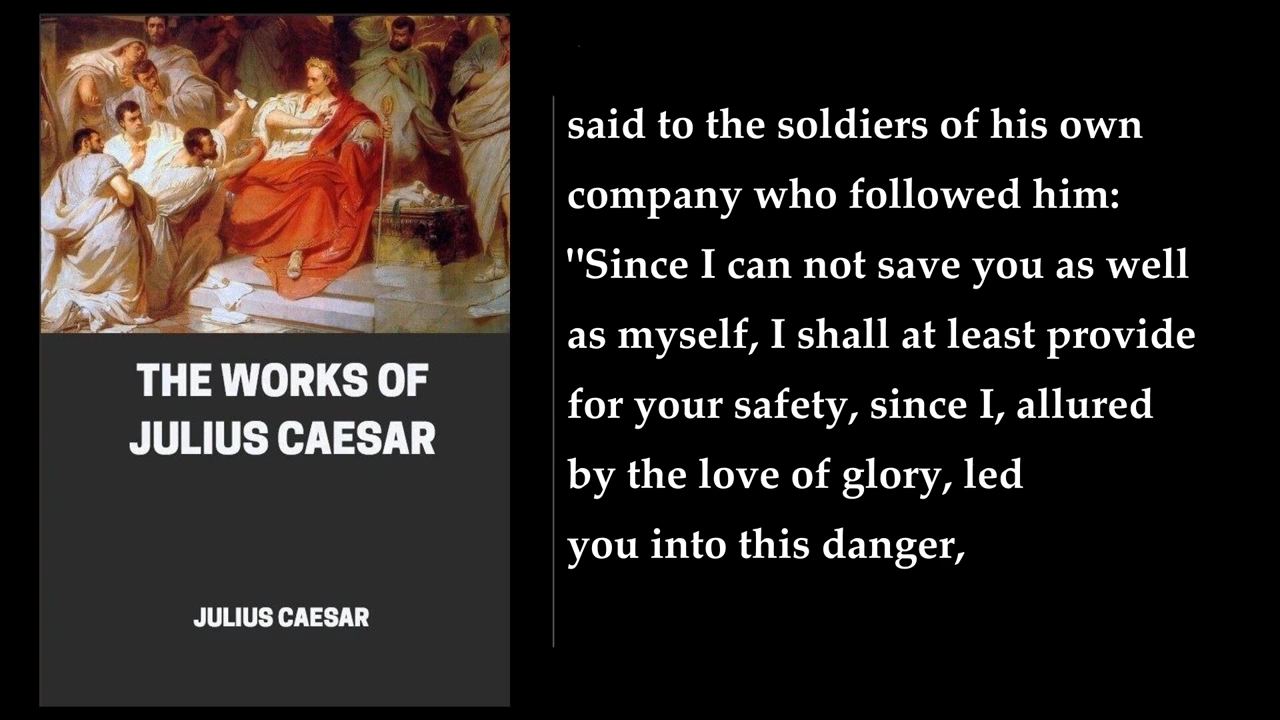 THE WORKS OF
JULIUS CAESAR
JULIUS CAESAR
said to the soldiers of his own
company who followed him:
"Since I can not save you as well
as myself, I shall at least provide
for your safety, since I, allured
by the love of glory, led
you into this danger,